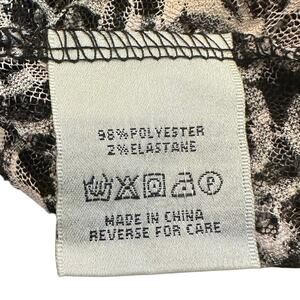 98%POLYESTER
2%ELASTANE
P
MADE IN CHINA
REVERSE FOR CARE